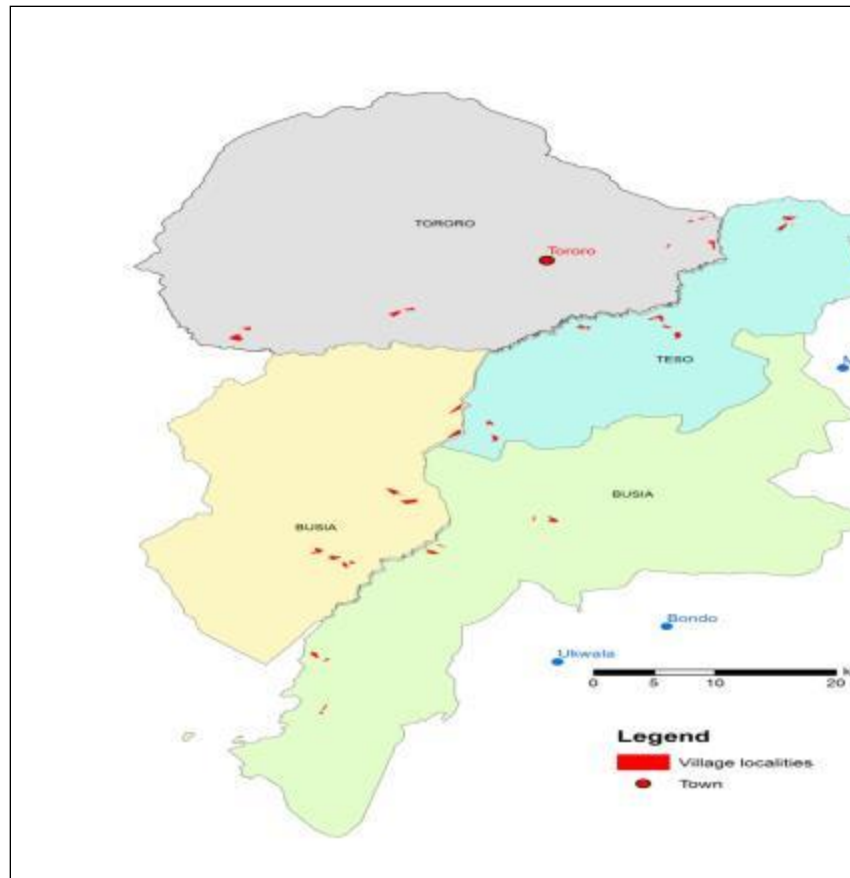 TORORO
Tororo
TESO
BUSIA
BUSIA
Bondo
Ukwala
0 5 10 20
Legend
Village localities
Town